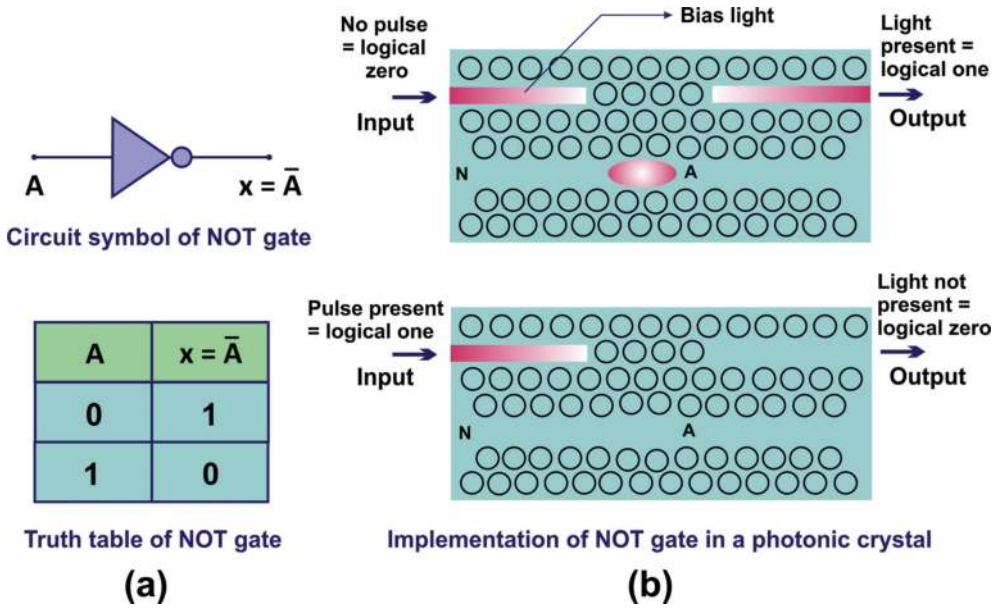 A
x = A̅
Circuit symbol of NOT gate
A
x = A̅
0
1
1
0
Truth table of NOT gate
(a)
No pulse
= logical
zero
Input
Bias light
Light
present =
logical one
Output
N
A
Pulse present
= logical one
Input
Light not
present =
logical zero
Output
N
A
Implementation of NOT gate in a photonic crystal
(b)